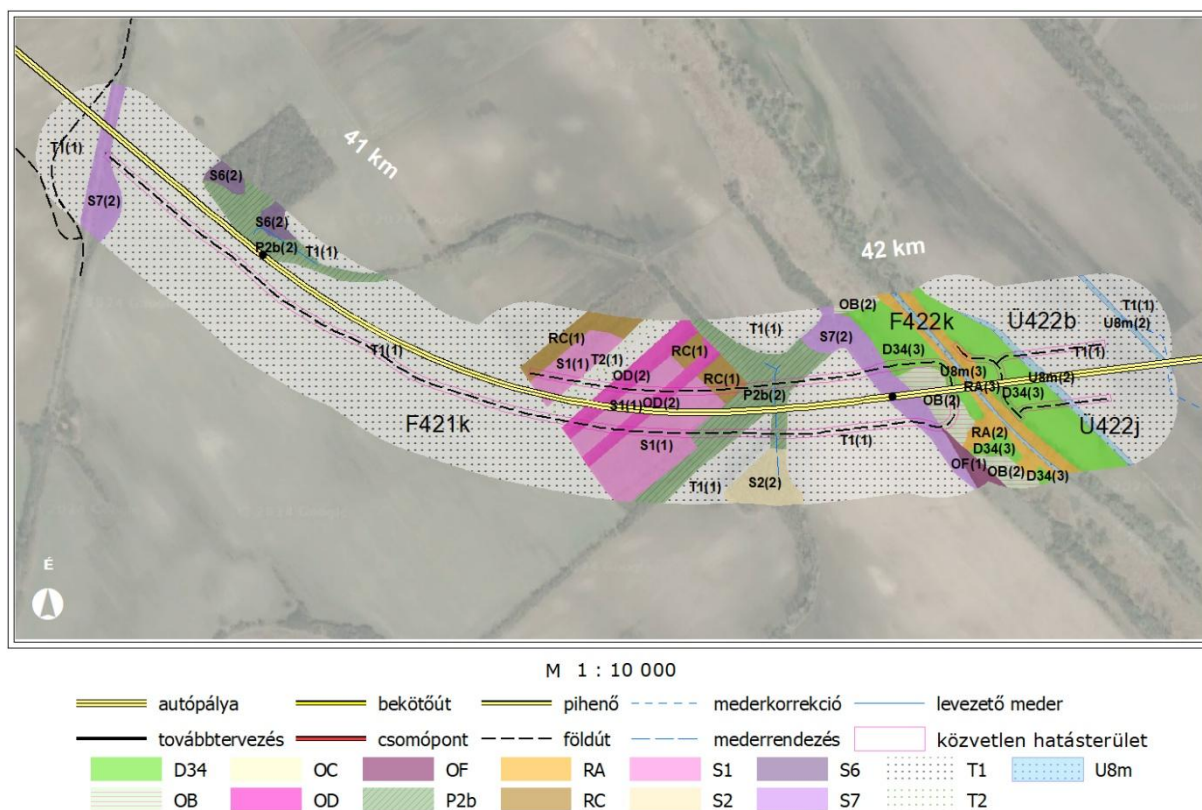 41 km
T1(1)
S6(2)
S7(2)
S6(2)
P2b(2)
T1(1)
42 km
OB(2)
F422k
Ü422b
T1(1)
U8m(2)
T1(1)
S7(2)
D34(3)
T1(1)
RC(1)
T2(1)
RC(1)
S1(1)
OD(2)
RC(1)
U8m(3)
U8m(2)
RA(3)
D34(3)
T1(1)
P2b(2)
OB(2)
S1(1)
OD(2)
F421k
S1(1)
T1(1)
RA(2)
D34(3)
Ü422j
OF(1)
OB(2)
D34(3)
T1(1)
S2(2)
É
M 1 : 10 000
autópálya
bekötőút
pihenő
mederkorrekció
levezető meder
továbbtervezés
csomópont
földút
mederrendezés
közvetlen hatásterület
D34
OC
OF
RA
S1
S6
T1
U8m
OB
OD
P2b
RC
S2
S7
T2